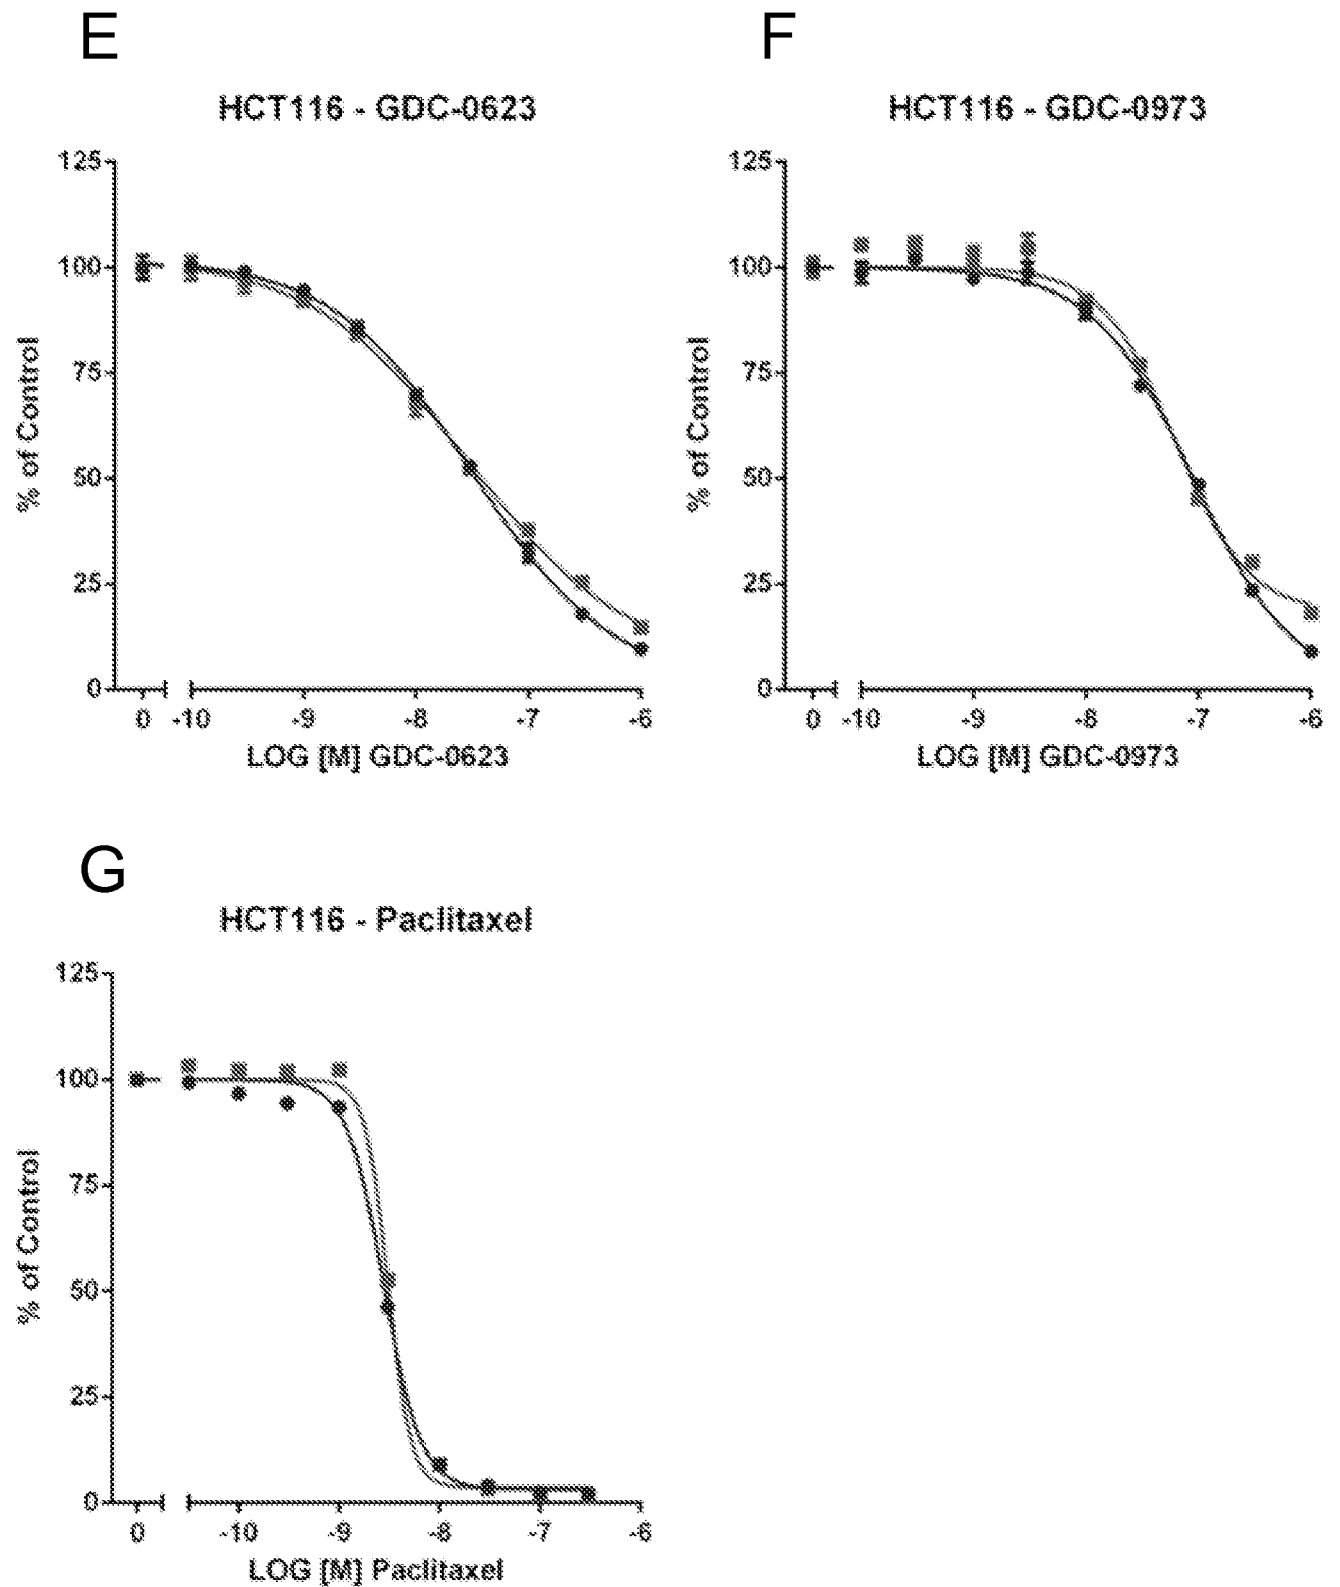 E
HCT116 - GDC-0623
125
100
75
50
25
0
% of Control
0 -10 -9 -8 -7 -6
LOG [M] GDC-0623
F
HCT116 - GDC-0973
125
100
75
50
25
0
% of Control
0 -10 -9 -8 -7 -6
LOG [M] GDC-0973
G
HCT116 - Paclitaxel
125
100
75
50
25
0
% of Control
0 -10 -9 -8 -7 -6
LOG [M] Paclitaxel